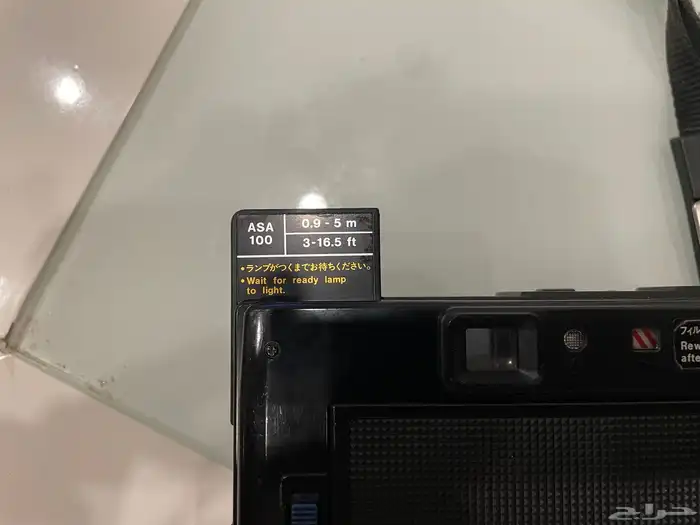 ASA
100
0.9 - 5 m
3-16.5 ft
•ランプがつくまでお待ちください。
•Wait for ready lamp
to light.
フィル
Rew
afte
حراج